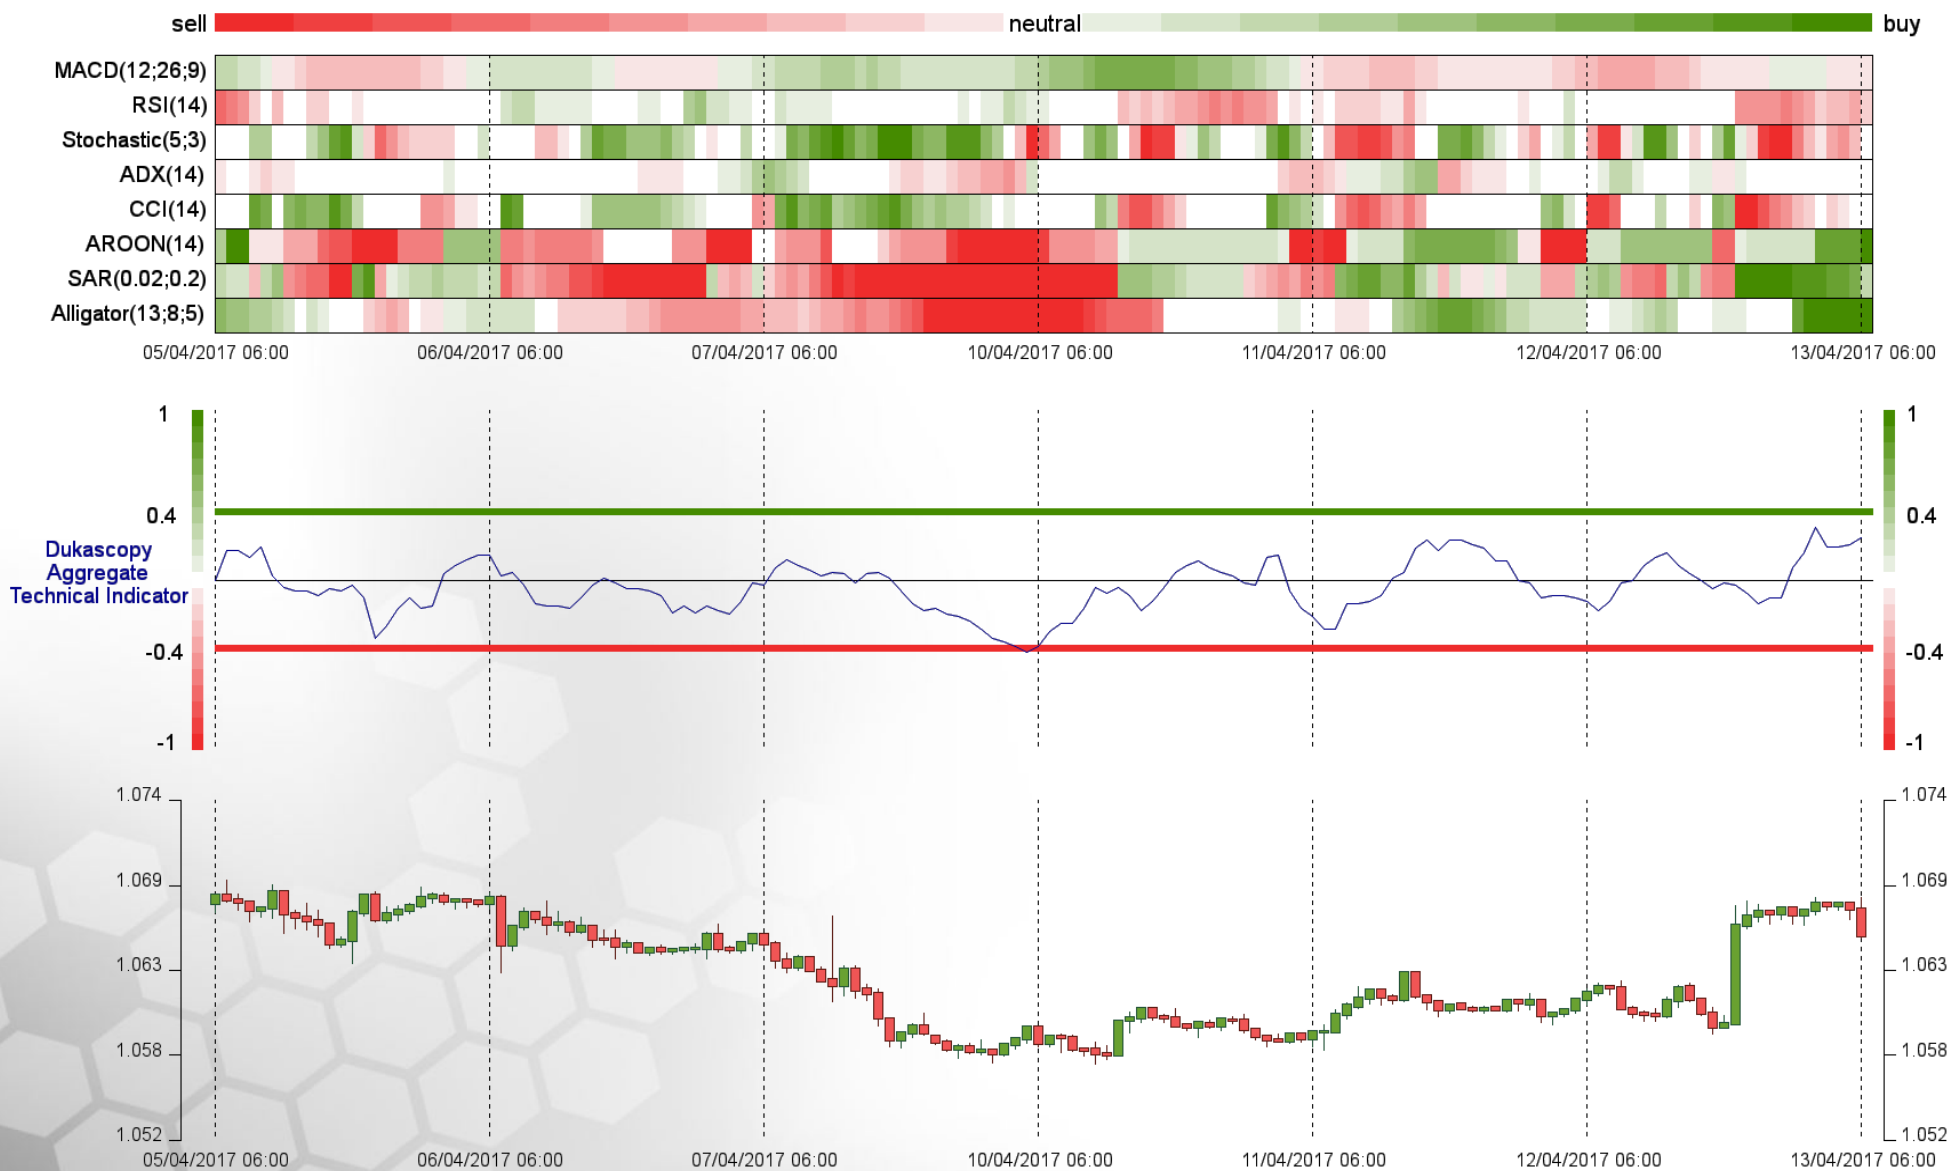 sell neutral buy
MACD(12;26;9)
RSI(14)
Stochastic(5;3)
ADX(14)
CCI(14)
AROON(14)
SAR(0.02;0.2)
Alligator(13;8;5)
05/04/2017 06:00 06/04/2017 06:00 07/04/2017 06:00 10/04/2017 06:00 11/04/2017 06:00 12/04/2017 06:00 13/04/2017 06:00
1 1
0.4 0.4
Dukascopy
Aggregate
Technical Indicator
-0.4 -0.4
-1 -1
1.074 1.074
1.069 1.069
1.063 1.063
1.058 1.058
1.052 1.052
05/04/2017 06:00 06/04/2017 06:00 07/04/2017 06:00 10/04/2017 06:00 11/04/2017 06:00 12/04/2017 06:00 13/04/2017 06:00